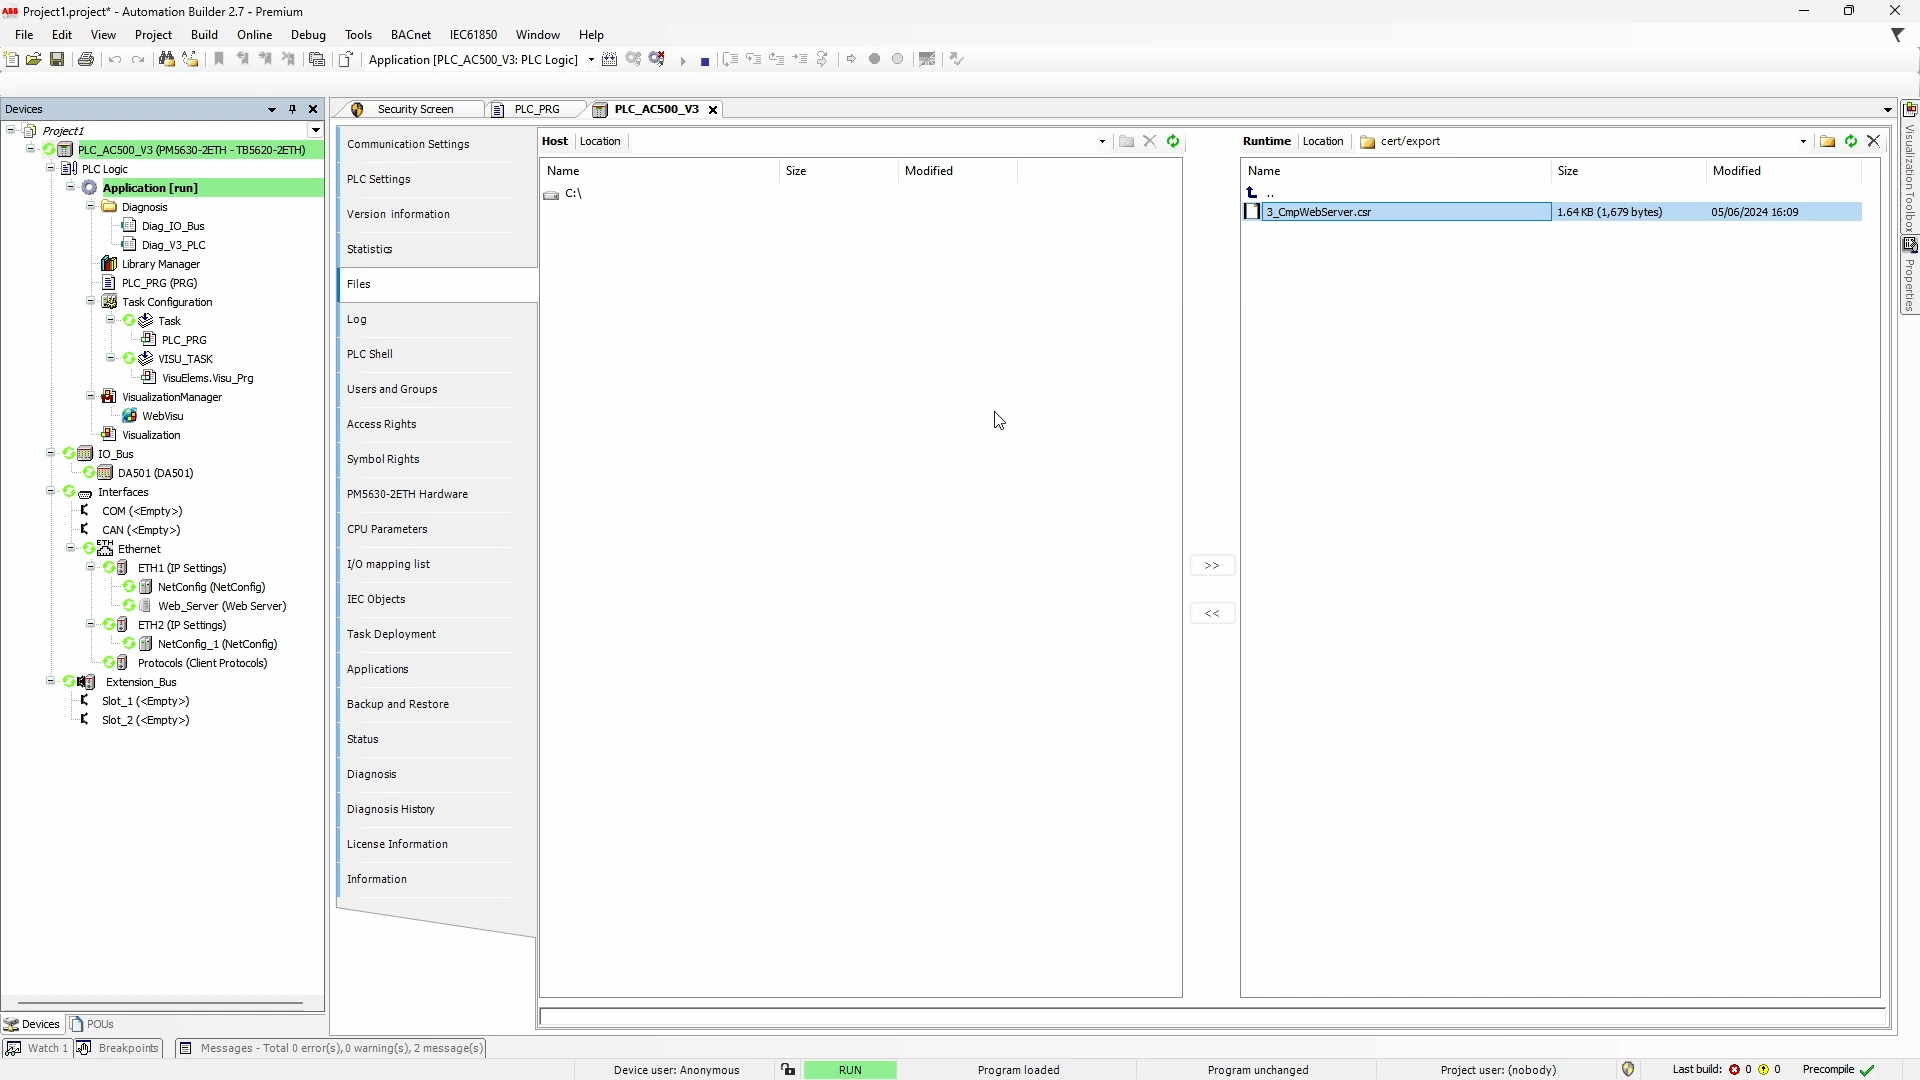 Project1.project* - Automation Builder 2.7 - Premium
File Edit View Project Build Online Debug Tools BACnet IEC61850 Window Help
Application [PLC_AC500_V3: PLC Logic]
Devices
Security Screen
PLC_PRG
PLC_AC500_V3
Project1
PLC_AC500_V3 (PM5630-2ETH - TB5620-2ETH)
PLC Logic
Application [run]
Diagnosis
Diag_IO_Bus
Diag_V3_PLC
Library Manager
PLC_PRG (PRG)
Task Configuration
Task
PLC_PRG
VISU_TASK
VisuElems.Visu_Prg
VisualizationManager
WebVisu
Visualization
IO_Bus
DA501 (DA501)
Interfaces
COM (<Empty>)
CAN (<Empty>)
ETH
Ethernet
ETH1 (IP Settings)
NetConfig (NetConfig)
Web_Server (Web Server)
ETH2 (IP Settings)
NetConfig_1 (NetConfig)
Protocols (Client Protocols)
Extension_Bus
Slot_1 (<Empty>)
Slot_2 (<Empty>)
Devices
POUs
Communication Settings
PLC Settings
Version information
Statistics
Files
Log
PLC Shell
Users and Groups
Access Rights
Symbol Rights
PM5630-2ETH Hardware
CPU Parameters
I/O mapping list
IEC Objects
Task Deployment
Applications
Backup and Restore
Status
Diagnosis
Diagnosis History
License Information
Information
Host Location
Name Size Modified
C:\
>>
<<
Runtime Location cert/export
Name Size Modified
..
3_CmpWebServer.csr 1.64 KB (1,679 bytes) 05/06/2024 16:09
Visualization Toolbox
Properties
Watch 1
Breakpoints
Messages - Total 0 error(s), 0 warning(s), 2 message(s)
Device user: Anonymous
RUN
Program loaded
Program unchanged
Project user: (nobody)
Last build: 0 0
Precompile